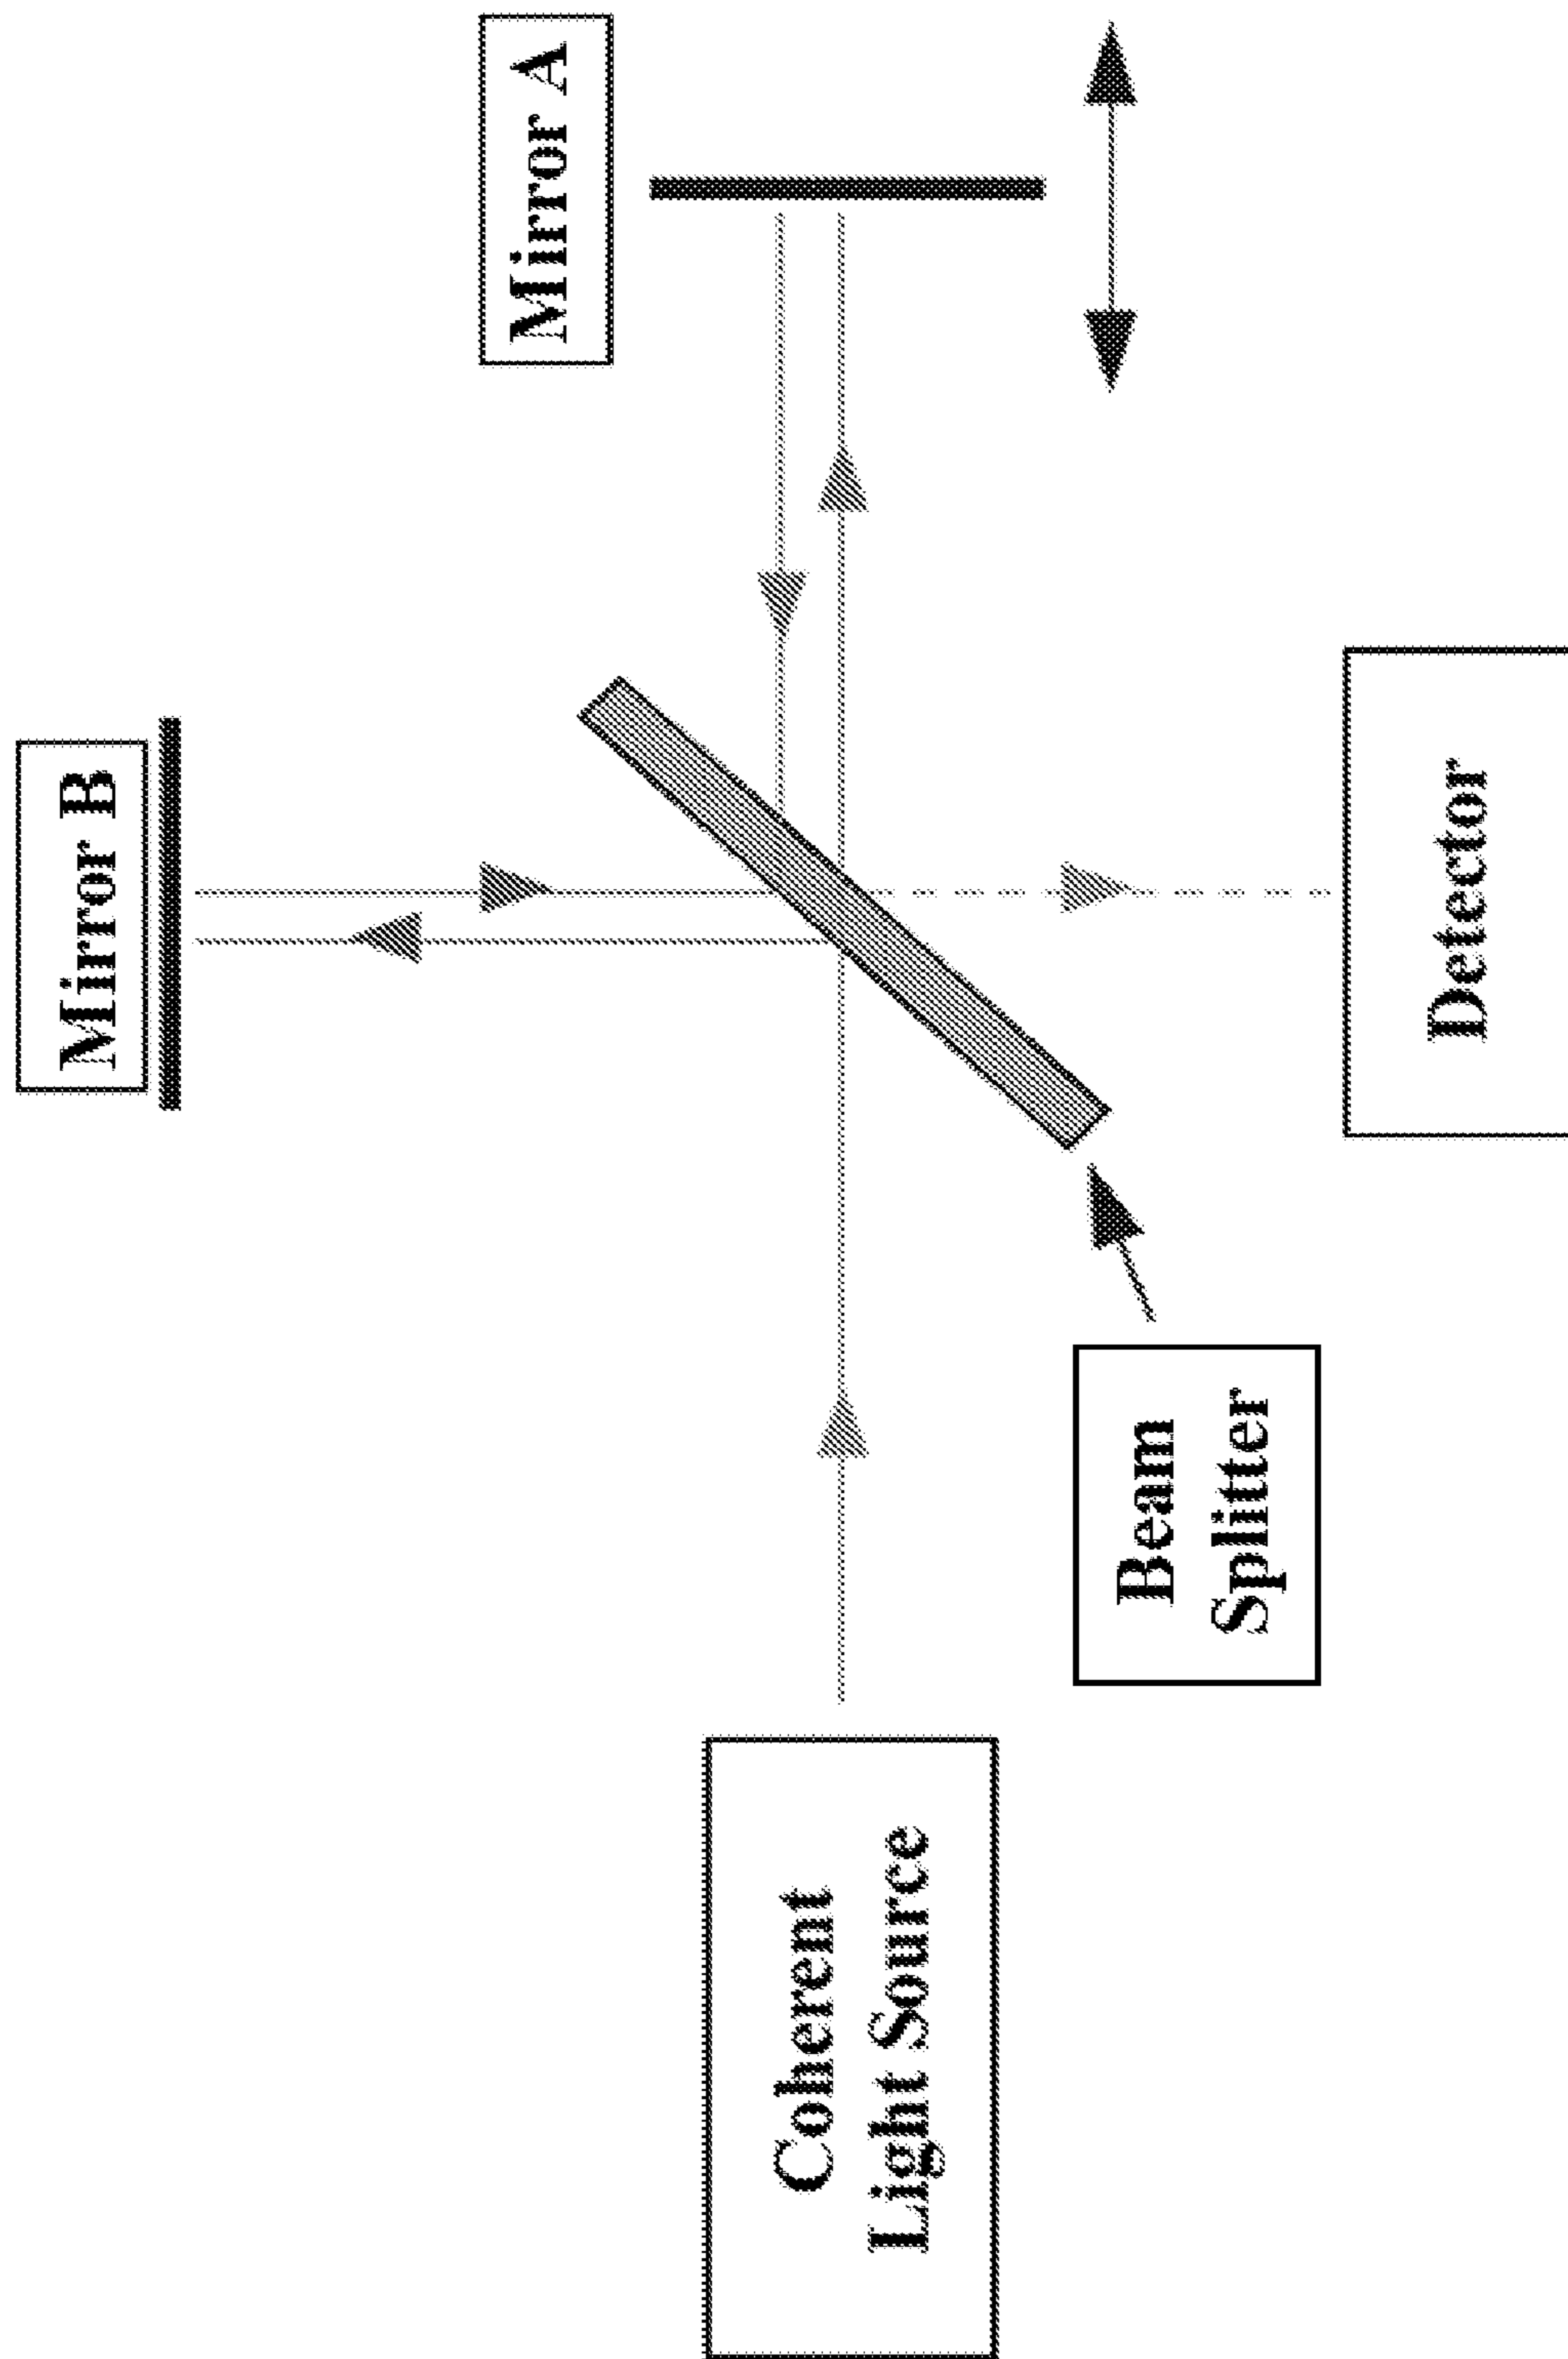 Mirror B
Mirror A
Coherent
Light Source
Beam
Splitter
Detector